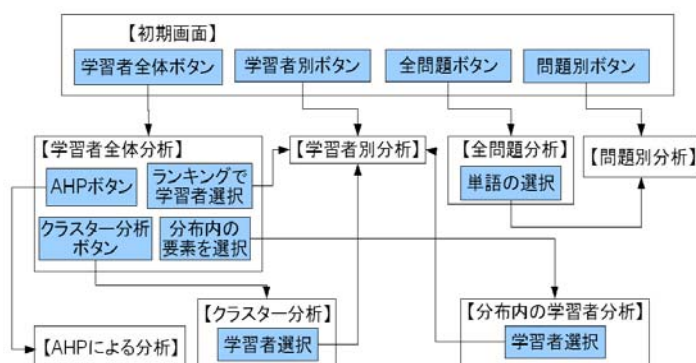 【初期画面】
学習者全体ボタン
学習者別ボタン
全問題ボタン
問題別ボタン
【学習者全体分析】
AHPボタン
ランキングで
学習者選択
クラスター分析
ボタン
分布内の
要素を選択
【学習者別分析】
【全問題分析】
単語の選択
【問題別分析】
【クラスター分析】
学習者選択
【分布内の学習者分析】
学習者選択
【AHPによる分析】